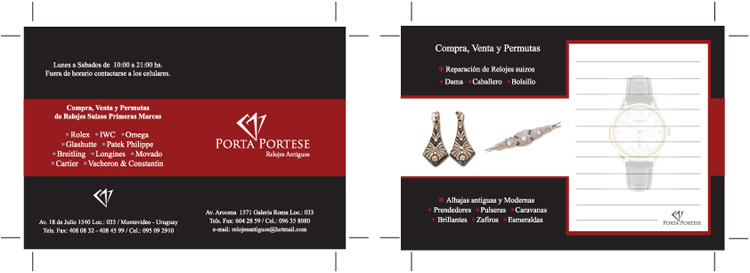 Lunes a Sabados de 10:00 a 21:00 hs.
Fuera de horario contactarse a los celulares.
Compra, Venta y Permutas
de Relojes Suizos Primeras Marcas
Rolex IWC Omega
Glashutte Patek Philippe
Breitling Longines Movado
Cartier Vacheron & Constantin
PORTA PORTESE
Relojes Antiguos
Av. 18 de Julio 1540 Loc.: 033 / Montevideo - Uruguay
Tels. Fax: 408 08 32 - 408 45 99 / Cel.: 095 09 2910
Av. Arocena 1571 Galería Roma Loc.: 033
Tels. Fax: 604 28 59 / Cel.: 096 35 8080
e-mail: relojesantiguos@hotmail.com
Compra, Venta y Permutas
* Reparación de Relojes suizos
Dama Caballero Bolsillo
* Alhajas antiguas y Modernas
Prendedores Pulseras Caravanas
Brillantes Zafiros Esmeraldas
PORTA PORTESE